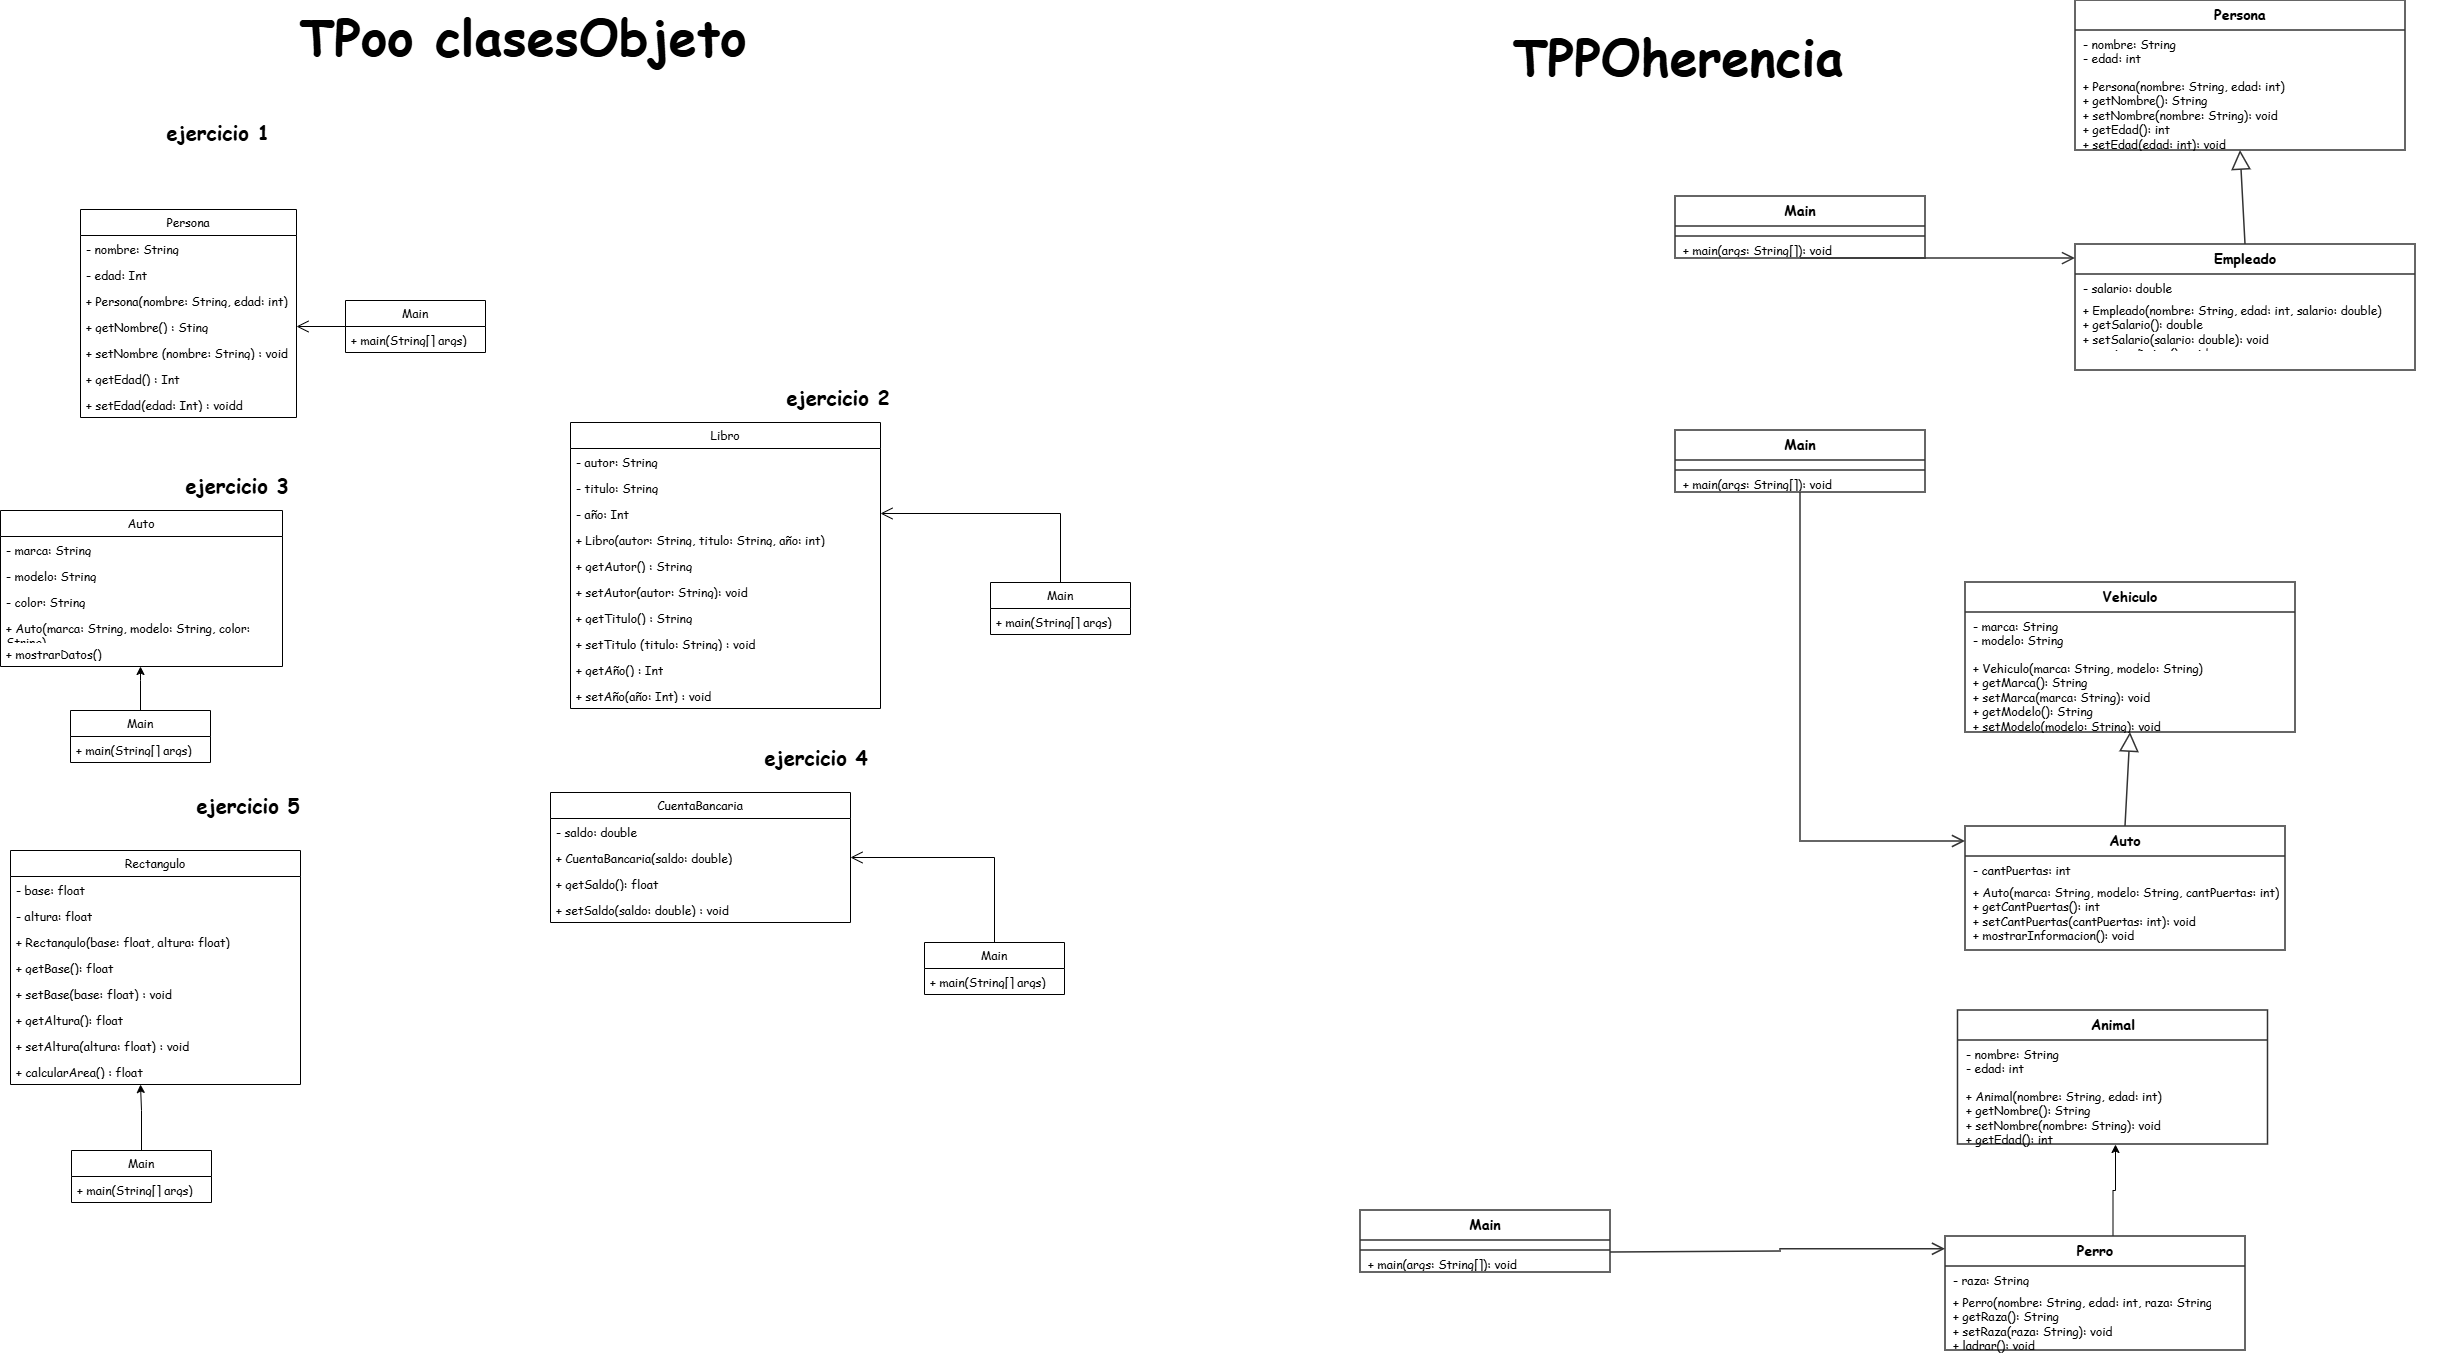 TPoo clasesObjeto
ejercicio 1
Persona
- nombre: String
- edad: Int
+ Persona(nombre: String, edad: int)
+ getNombre() : Sting
+ setNombre (nombre: String) : void
+ getEdad() : Int
+ setEdad(edad: Int) : voidd
Main
+ main(String[] args)
ejercicio 2
Libro
- autor: String
- titulo: String
- año: Int
+ Libro(autor: String, titulo: String, año: int)
+ getAutor() : String
+ setAutor(autor: String): void
+ getTitulo() : String
+ setTitulo (titulo: String) : void
+ getAño() : Int
+ setAño(año: Int) : void
Main
+ main(String[] args)
ejercicio 3
Auto
- marca: String
- modelo: String
- color: String
+ Auto(marca: String, modelo: String, color:
String)
+ mostrarDatos()
Main
+ main(String[] args)
ejercicio 4
CuentaBancaria
- saldo: double
+ CuentaBancaria(saldo: double)
+ getSaldo(): float
+ setSaldo(saldo: double) : void
Main
+ main(String[] args)
ejercicio 5
Rectangulo
- base: float
- altura: float
+ Rectangulo(base: float, altura: float)
+ getBase(): float
+ setBase(base: float) : void
+ getAltura(): float
+ setAltura(altura: float) : void
+ calcularArea() : float
Main
+ main(String[] args)
TPPOherencia
Persona
- nombre: String
- edad: int
+ Persona(nombre: String, edad: int)
+ getNombre(): String
+ setNombre(nombre: String): void
+ getEdad(): int
+ setEdad(edad: int): void
Main
+ main(args: String[]): void
Empleado
- salario: double
+ Empleado(nombre: String, edad: int, salario: double)
+ getSalario(): double
+ setSalario(salario: double): void
Main
+ main(args: String[]): void
Vehiculo
- marca: String
- modelo: String
+ Vehiculo(marca: String, modelo: String)
+ getMarca(): String
+ setMarca(marca: String): void
+ getModelo(): String
+ setModelo(modelo: String): void
Auto
- cantPuertas: int
+ Auto(marca: String, modelo: String, cantPuertas: int)
+ getCantPuertas(): int
+ setCantPuertas(cantPuertas: int): void
+ mostrarInformacion(): void
Animal
- nombre: String
- edad: int
+ Animal(nombre: String, edad: int)
+ getNombre(): String
+ setNombre(nombre: String): void
+ getEdad(): int
Main
+ main(args: String[]): void
Perro
- raza: String
+ Perro(nombre: String, edad: int, raza: String
+ getRaza(): String
+ setRaza(raza: String): void
+ ladrar(): void